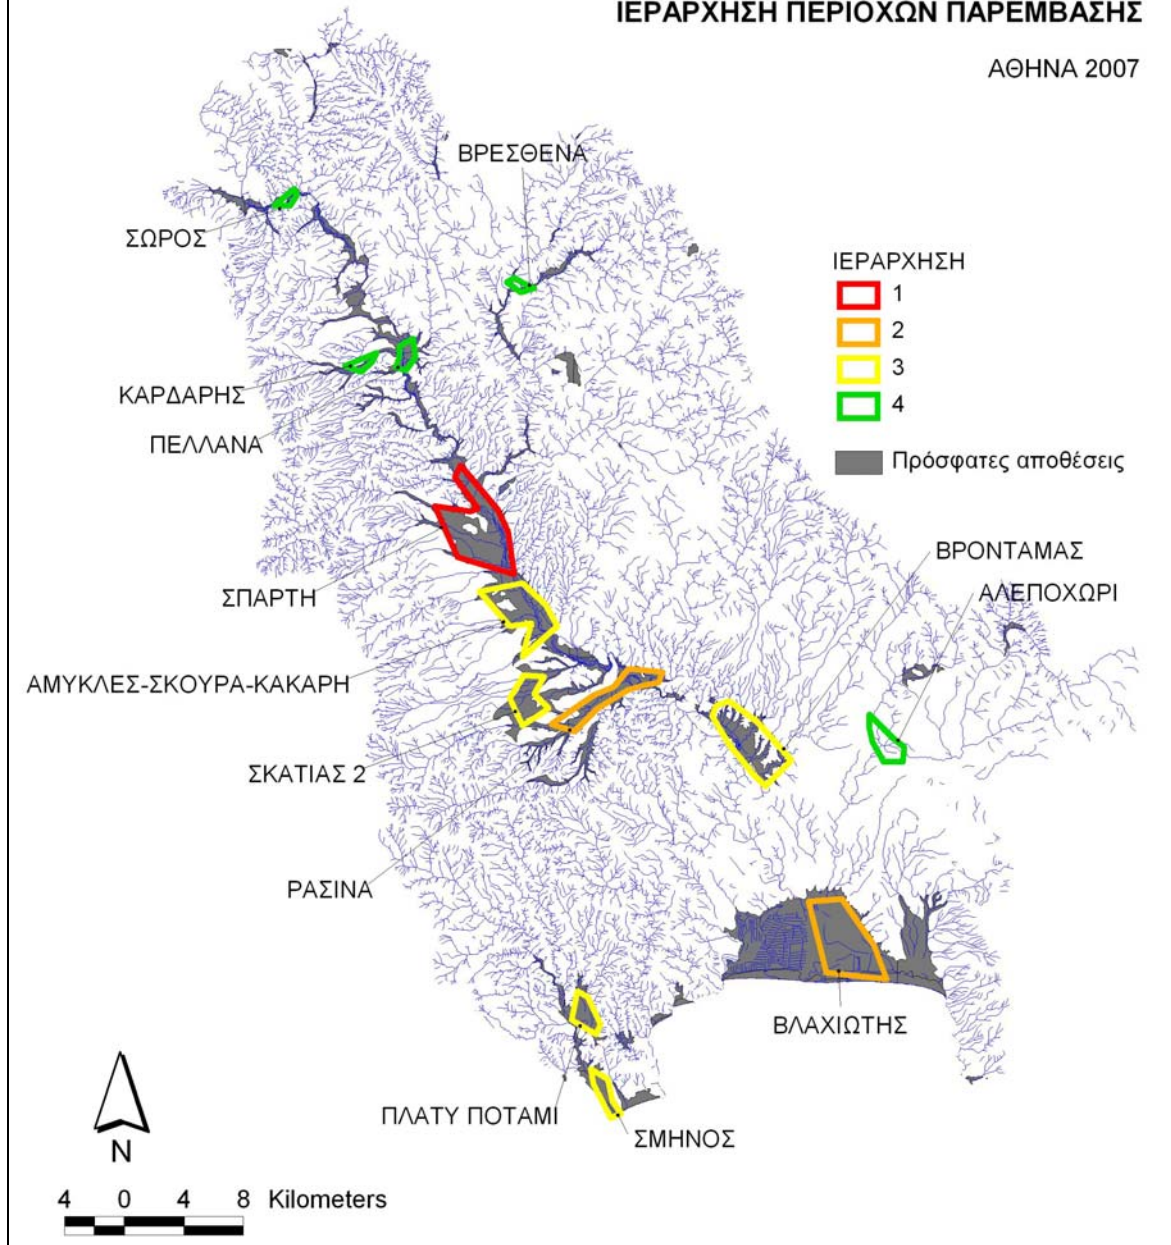 ΙΕΡΑΡΧΗΣΗ ΠΕΡΙΟΧΩΝ ΠΑΡΕΜΒΑΣΗΣ
ΑΘΗΝΑ 2007
ΒΡΕΣΘΕΝΑ
ΣΩΡΟΣ
ΙΕΡΑΡΧΗΣΗ
1
2
3
4
Πρόσφατες αποθέσεις
ΚΑΡΔΑΡΗΣ
ΠΕΛΛΑΝΑ
ΒΡΟΝΤΑΜΑΣ
ΑΛΕΠΟΧΩΡΙ
ΣΠΑΡΤΗ
ΑΜΥΚΛΕΣ-ΣΚΟΥΡΑ-ΚΑΚΑΡΗ
ΣΚΑΤΙΑΣ 2
ΡΑΣΙΝΑ
ΒΛΑΧΙΩΤΗΣ
ΠΛΑΤΥ ΠΟΤΑΜΙ
ΣΜΗΝΟΣ
N
4 0 4 8 Kilometers